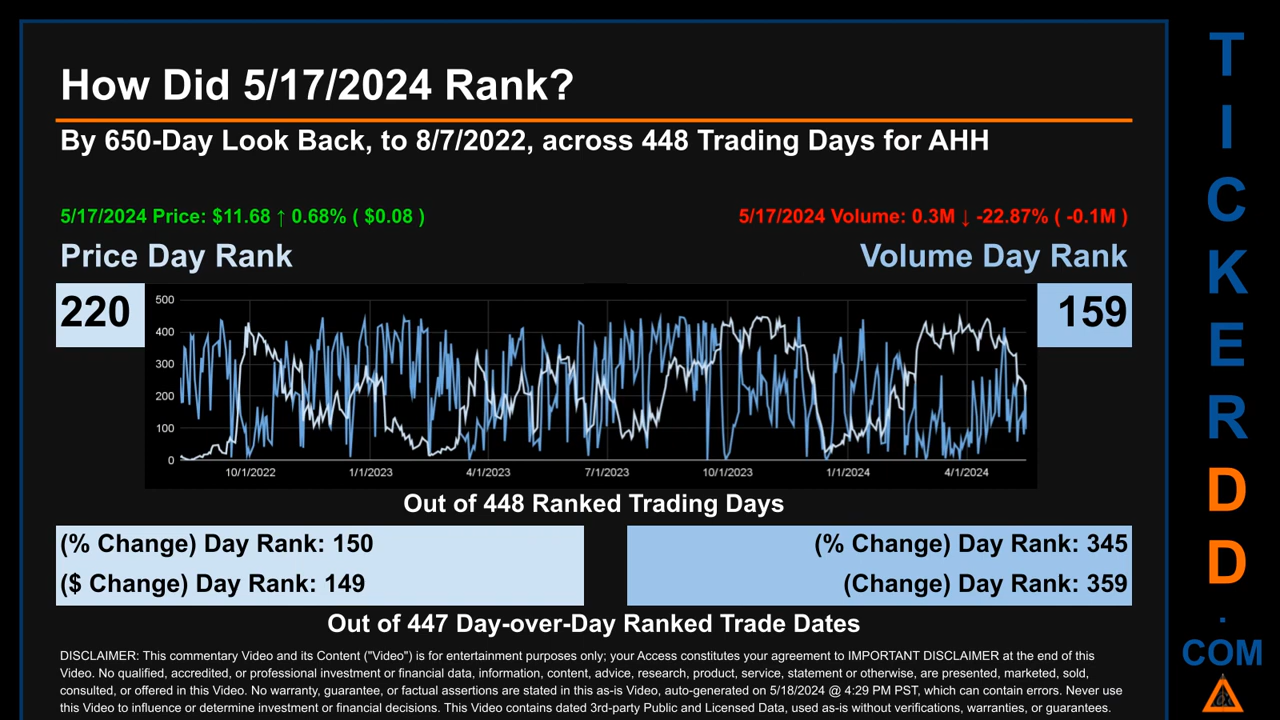 How Did 5/17/2024 Rank?
By 650-Day Look Back, to 8/7/2022, across 448 Trading Days for AHH
5/17/2024 Price: $11.68 ↑ 0.68% ( $0.08 )
5/17/2024 Volume: 0.3M ↓ -22.87% ( -0.1M )
Price Day Rank
Volume Day Rank
220
159
500
400
300
200
100
0
10/1/2022 1/1/2023 4/1/2023 7/1/2023 10/1/2023 1/1/2024 4/1/2024
Out of 448 Ranked Trading Days
(% Change) Day Rank: 150
($ Change) Day Rank: 149
(% Change) Day Rank: 345
(Change) Day Rank: 359
Out of 447 Day-over-Day Ranked Trade Dates
DISCLAIMER: This commentary Video and its Content ("Video") is for entertainment purposes only; your Access constitutes your agreement to IMPORTANT DISCLAIMER at the end of this
Video. No qualified, accredited, or professional investment or financial data, information, content, advice, research, product, service, statement or otherwise, are presented, marketed, sold,
consulted, or offered in this Video. No warranty, guarantee, or factual assertions are stated in this as-is Video, auto-generated on 5/18/2024 @ 4:29 PM PST, which can contain errors. Never use
this Video to influence or determine investment or financial decisions. This Video contains dated 3rd-party Public and Licensed Data, used as-is without verifications, warranties, or guarantees.
T
I
C
K
E
R
D
D
.
COM